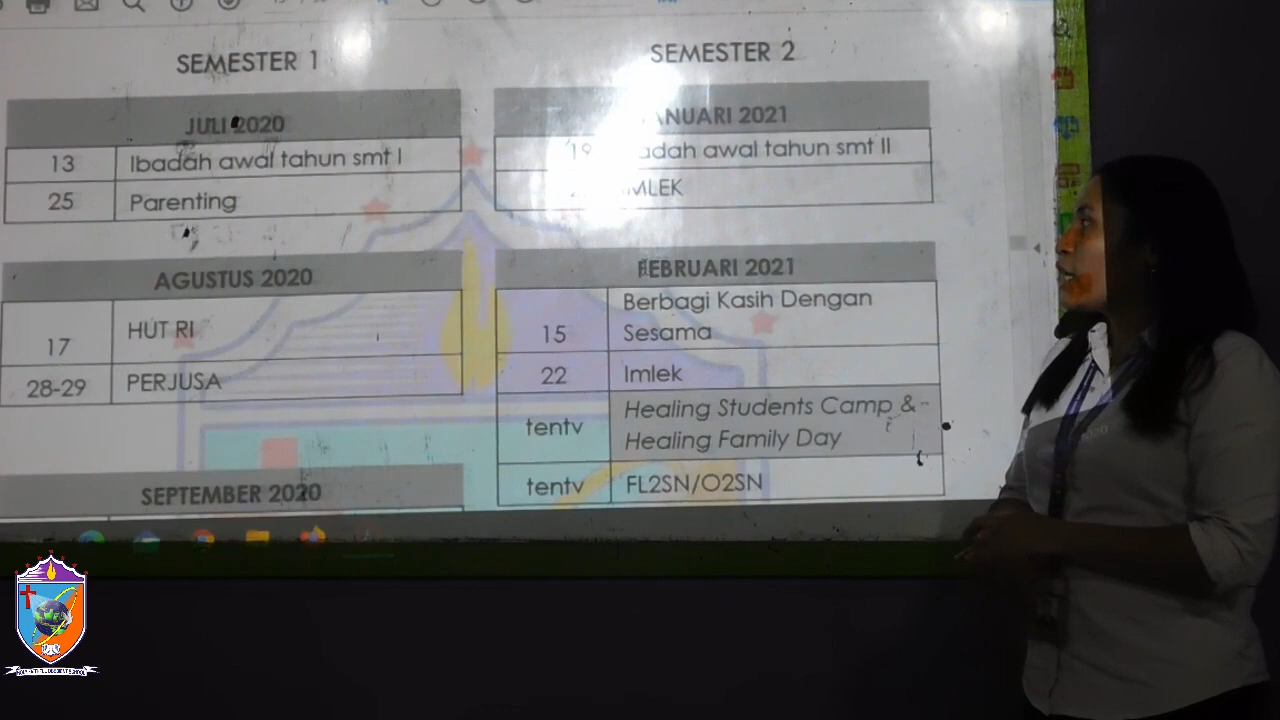 SEMESTER 1
JULI 2020
13 Ibadah awal tahun smt I
25 Parenting
AGUSTUS 2020
17 HUT RI
28-29 PERJUSA
SEPTEMBER 2020
SEMESTER 2
ANUARI 2021
19 adah awal tahun smt II
MLEK
FEBRUARI 2021
15 Berbagi Kasih Dengan
Sesama
22 Imlek
tentv Healing Students Camp &
Healing Family Day
tentv FL2SN/O2SN